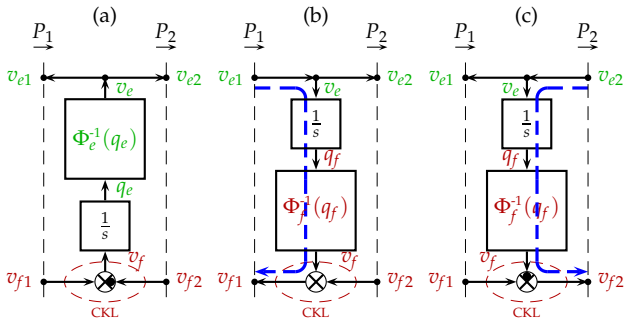 (a) (b) (c)
P1 P2 P1 P2 P1 P2
ve1 ve2 ve1 ve2 ve1 ve2
ve ve ve
Φe-1(qe) 1/s 1/s
qe qf qf
1/s Φf-1(qf) Φf-1(qf)
vf vf vf
vf1 vf2 vf1 vf2 vf1 vf2
CKL CKL CKL